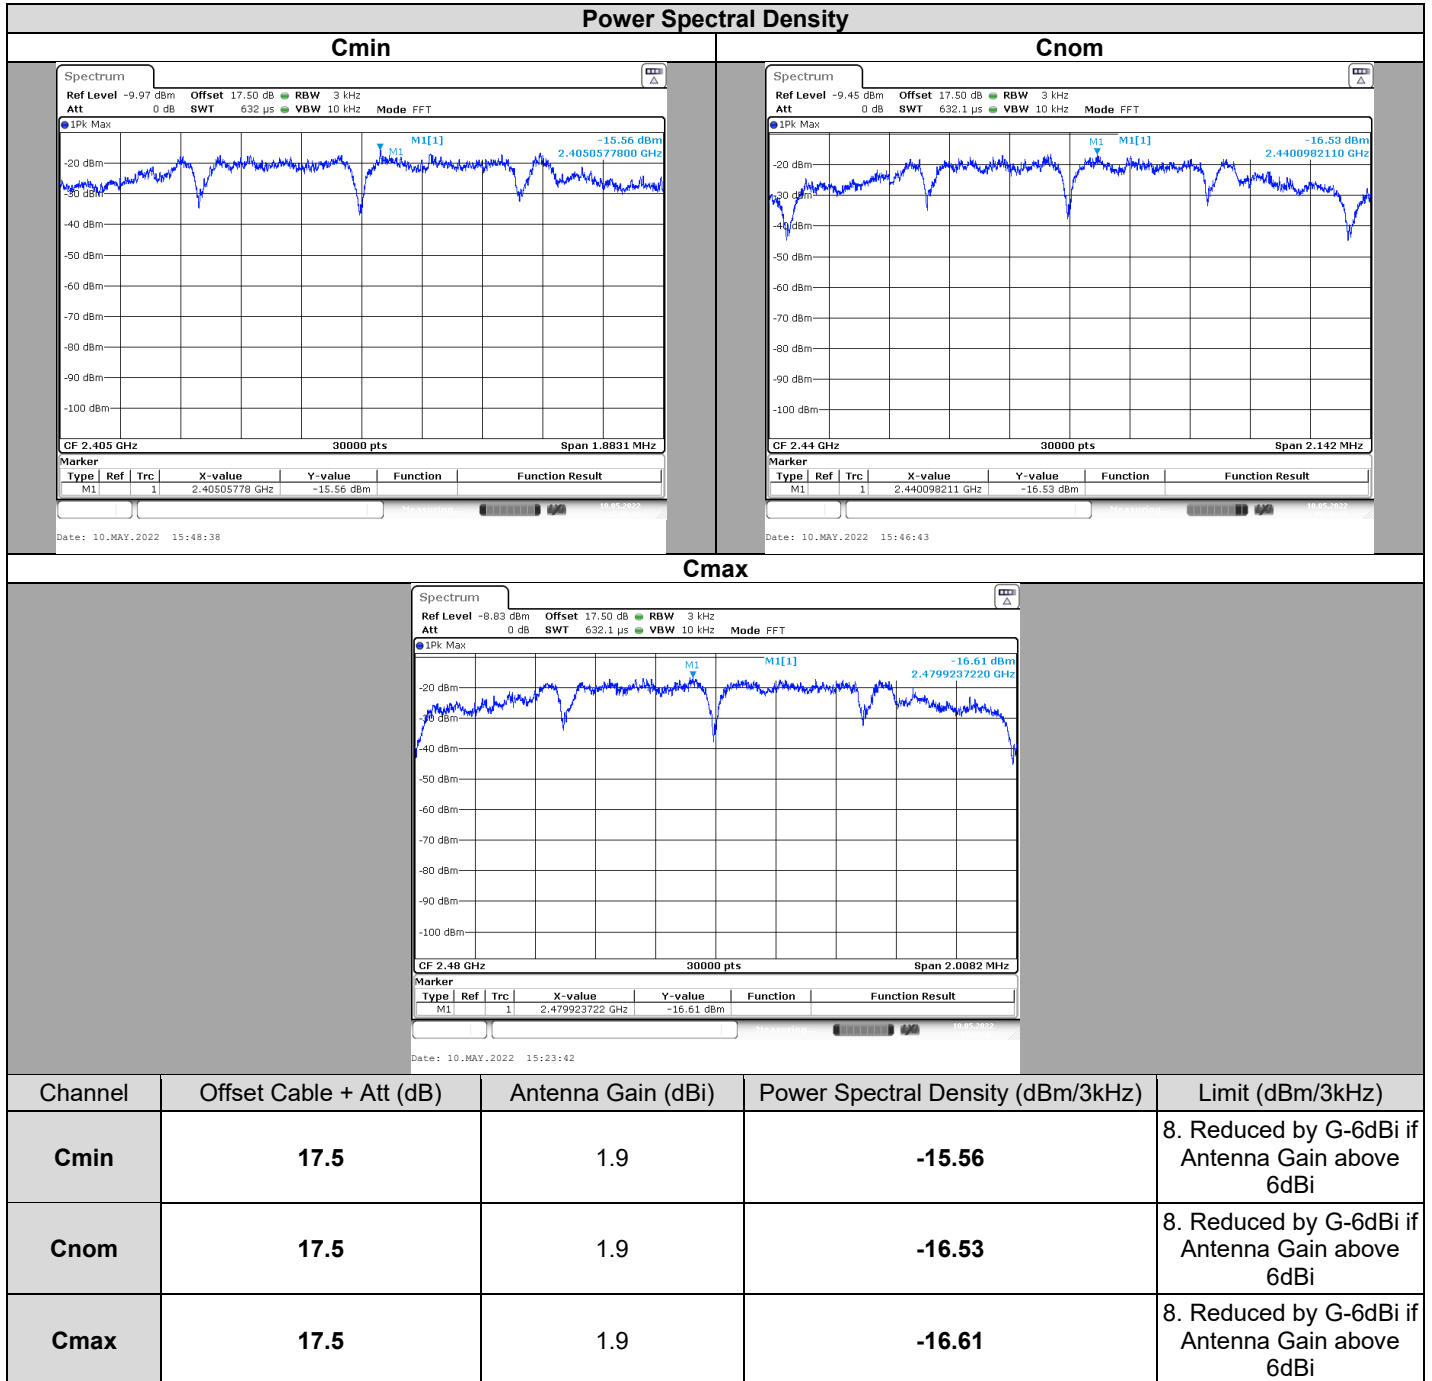 Power Spectral Density
Cmin
Cnom
Spectrum
Ref Level -9.97 dBm Offset 17.50 dB RBW 3 kHz
Att 0 dB SWT 632 µs VBW 10 kHz Mode FFT
1Pk Max
M1[1] -15.56 dBm
2.4050577800 GHz
M1
-20 dBm
-30 dBm
-40 dBm
-50 dBm
-60 dBm
-70 dBm
-80 dBm
-90 dBm
-100 dBm
CF 2.405 GHz 30000 pts Span 1.8831 MHz
Marker
Type Ref Trc X-value Y-value Function Function Result
M1 1 2.40505778 GHz -15.56 dBm
Measuring... 10.05.2022
Date: 10.MAY.2022 15:48:38
Spectrum
Ref Level -9.45 dBm Offset 17.50 dB RBW 3 kHz
Att 0 dB SWT 632.1 µs VBW 10 kHz Mode FFT
1Pk Max
M1 M1[1] -16.53 dBm
2.4400982110 GHz
-20 dBm
-30 dBm
-40 dBm
-50 dBm
-60 dBm
-70 dBm
-80 dBm
-90 dBm
-100 dBm
CF 2.44 GHz 30000 pts Span 2.142 MHz
Marker
Type Ref Trc X-value Y-value Function Function Result
M1 1 2.440098211 GHz -16.53 dBm
Measuring... 10.05.2022
Date: 10.MAY.2022 15:46:43
Cmax
Spectrum
Ref Level -8.83 dBm Offset 17.50 dB RBW 3 kHz
Att 0 dB SWT 632.1 µs VBW 10 kHz Mode FFT
1Pk Max
M1 M1[1] -16.61 dBm
2.4799237220 GHz
-20 dBm
-30 dBm
-40 dBm
-50 dBm
-60 dBm
-70 dBm
-80 dBm
-90 dBm
-100 dBm
CF 2.48 GHz 30000 pts Span 2.0082 MHz
Marker
Type Ref Trc X-value Y-value Function Function Result
M1 1 2.479923722 GHz -16.61 dBm
Measuring... 10.05.2022
Date: 10.MAY.2022 15:23:42
Channel Offset Cable + Att (dB) Antenna Gain (dBi) Power Spectral Density (dBm/3kHz) Limit (dBm/3kHz)
Cmin 17.5 1.9 -15.56 8. Reduced by G-6dBi if
Antenna Gain above
6dBi
Cnom 17.5 1.9 -16.53 8. Reduced by G-6dBi if
Antenna Gain above
6dBi
Cmax 17.5 1.9 -16.61 8. Reduced by G-6dBi if
Antenna Gain above
6dBi